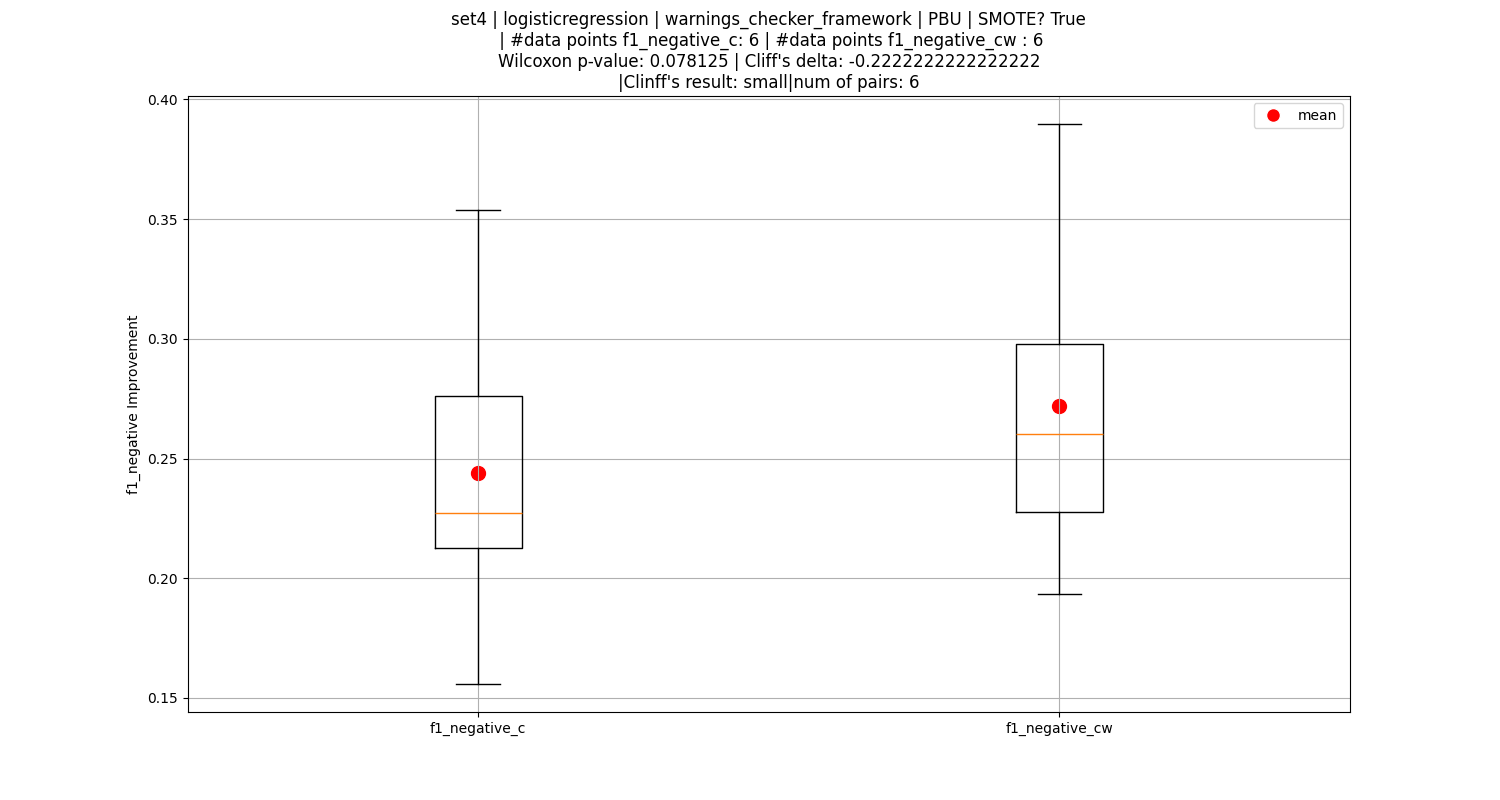 set4 | logisticregression | warnings_checker_framework | PBU | SMOTE? True
| #data points f1_negative_c: 6 | #data points f1_negative_cw : 6
Wilcoxon p-value: 0.078125 | Cliff's delta: -0.2222222222222222
|Clinff's result: small|num of pairs: 6
mean
0.40
0.35
0.30
0.25
0.20
0.15
f1_negative Improvement
f1_negative_c
f1_negative_cw